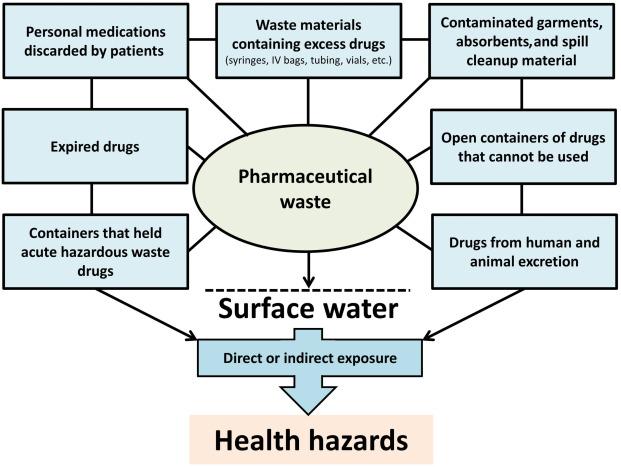 Personal medications
discarded by patients
Waste materials
containing excess drugs
(syringes, IV bags, tubing, vials, etc.)
Contaminated garments,
absorbents,and spill
cleanup material
Expired drugs
Open containers of drugs
that cannot be used
Pharmaceutical
waste
Containers that held
acute hazardous waste
drugs
Drugs from human and
animal excretion
Surface water
Direct or indirect exposure
Health hazards